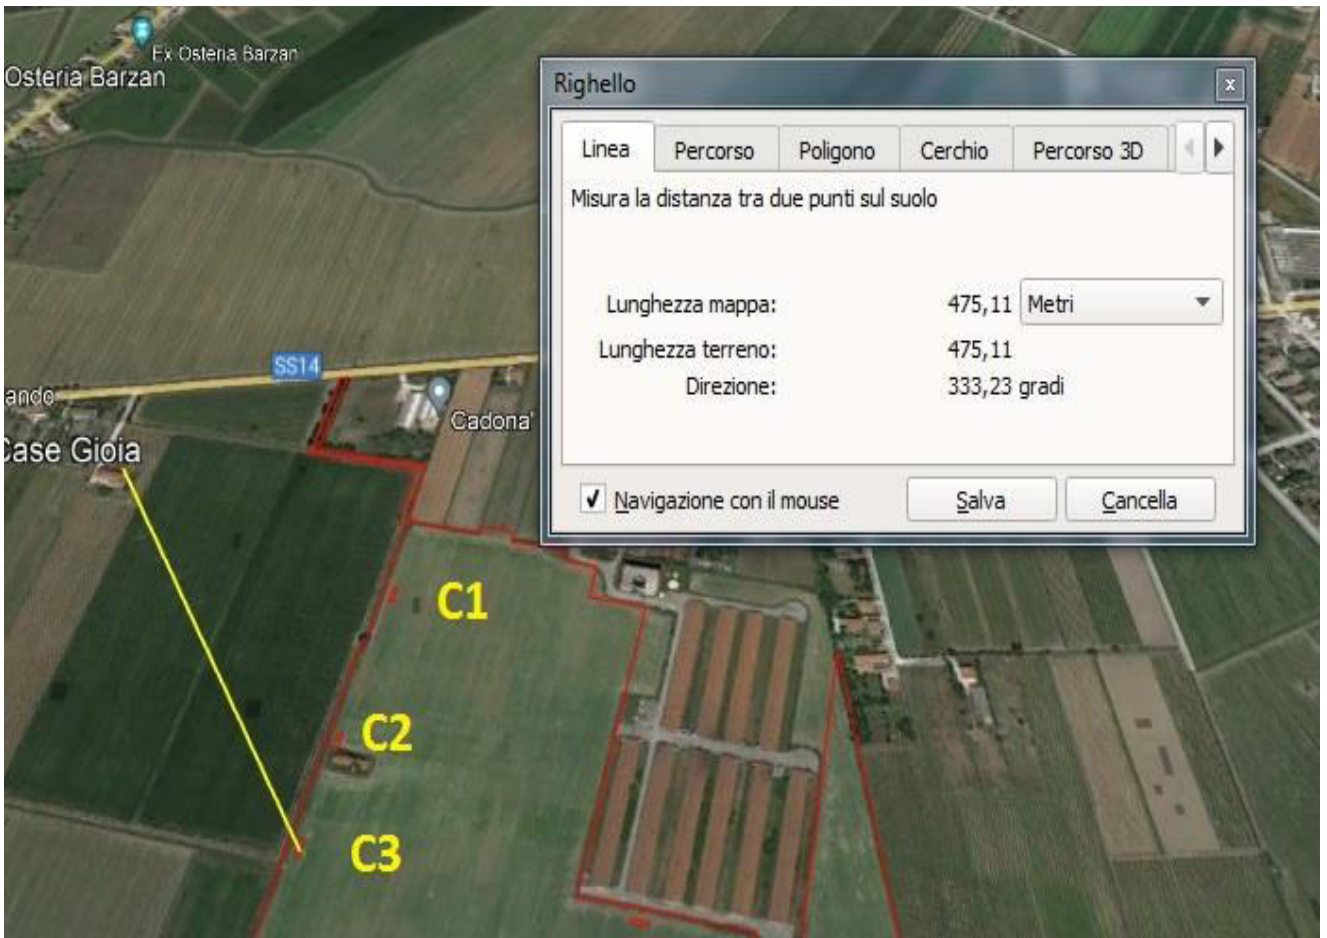 Ex Osteria Barzan
Osteria Barzan
Righello
x
Linea
Percorso
Poligono
Cerchio
Percorso 3D
Misura la distanza tra due punti sul suolo
Lunghezza mappa:
475,11
Metri
Lunghezza terreno:
475,11
Direzione:
333,23 gradi
Navigazione con il mouse
Salva
Cancella
SS14
ando
Cadona'
Case Gioia
C1
C2
C3